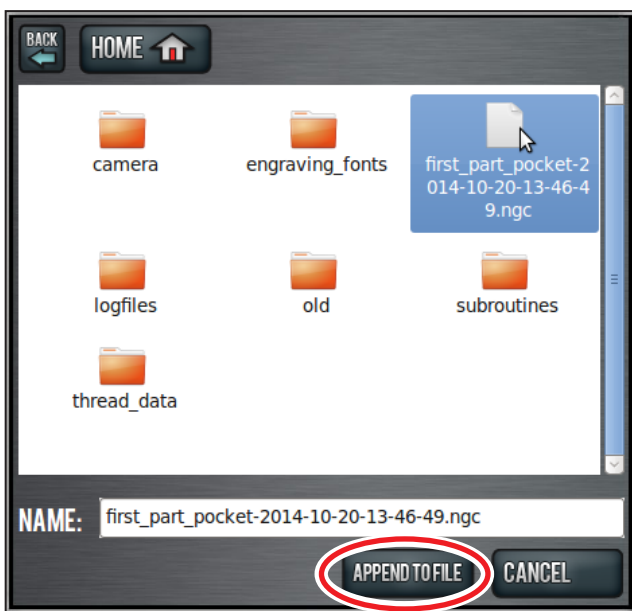 BACK
HOME
camera
engraving_fonts
first_part_pocket-2
014-10-20-13-46-4
9.ngc
logfiles
old
subroutines
thread_data
NAME: first_part_pocket-2014-10-20-13-46-49.ngc
APPEND TO FILE
CANCEL